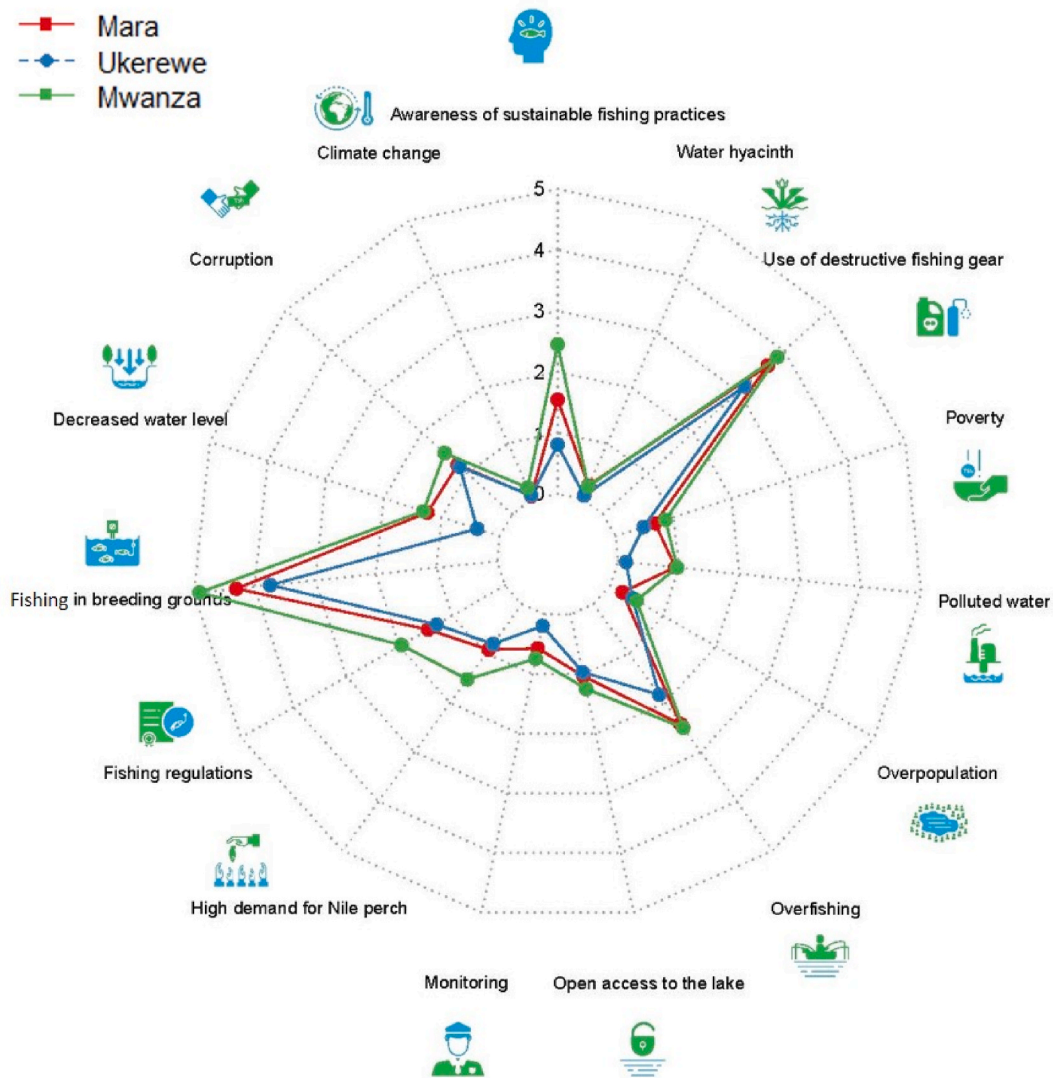 Mara
Ukerewe
Mwanza
Awareness of sustainable fishing practices
Climate change
Water hyacinth
Corruption
Use of destructive fishing gear
Decreased water level
Poverty
Fishing in breeding grounds
Polluted water
Fishing regulations
Overpopulation
High demand for Nile perch
Overfishing
Monitoring
Open access to the lake
5
4
3
2
1
0